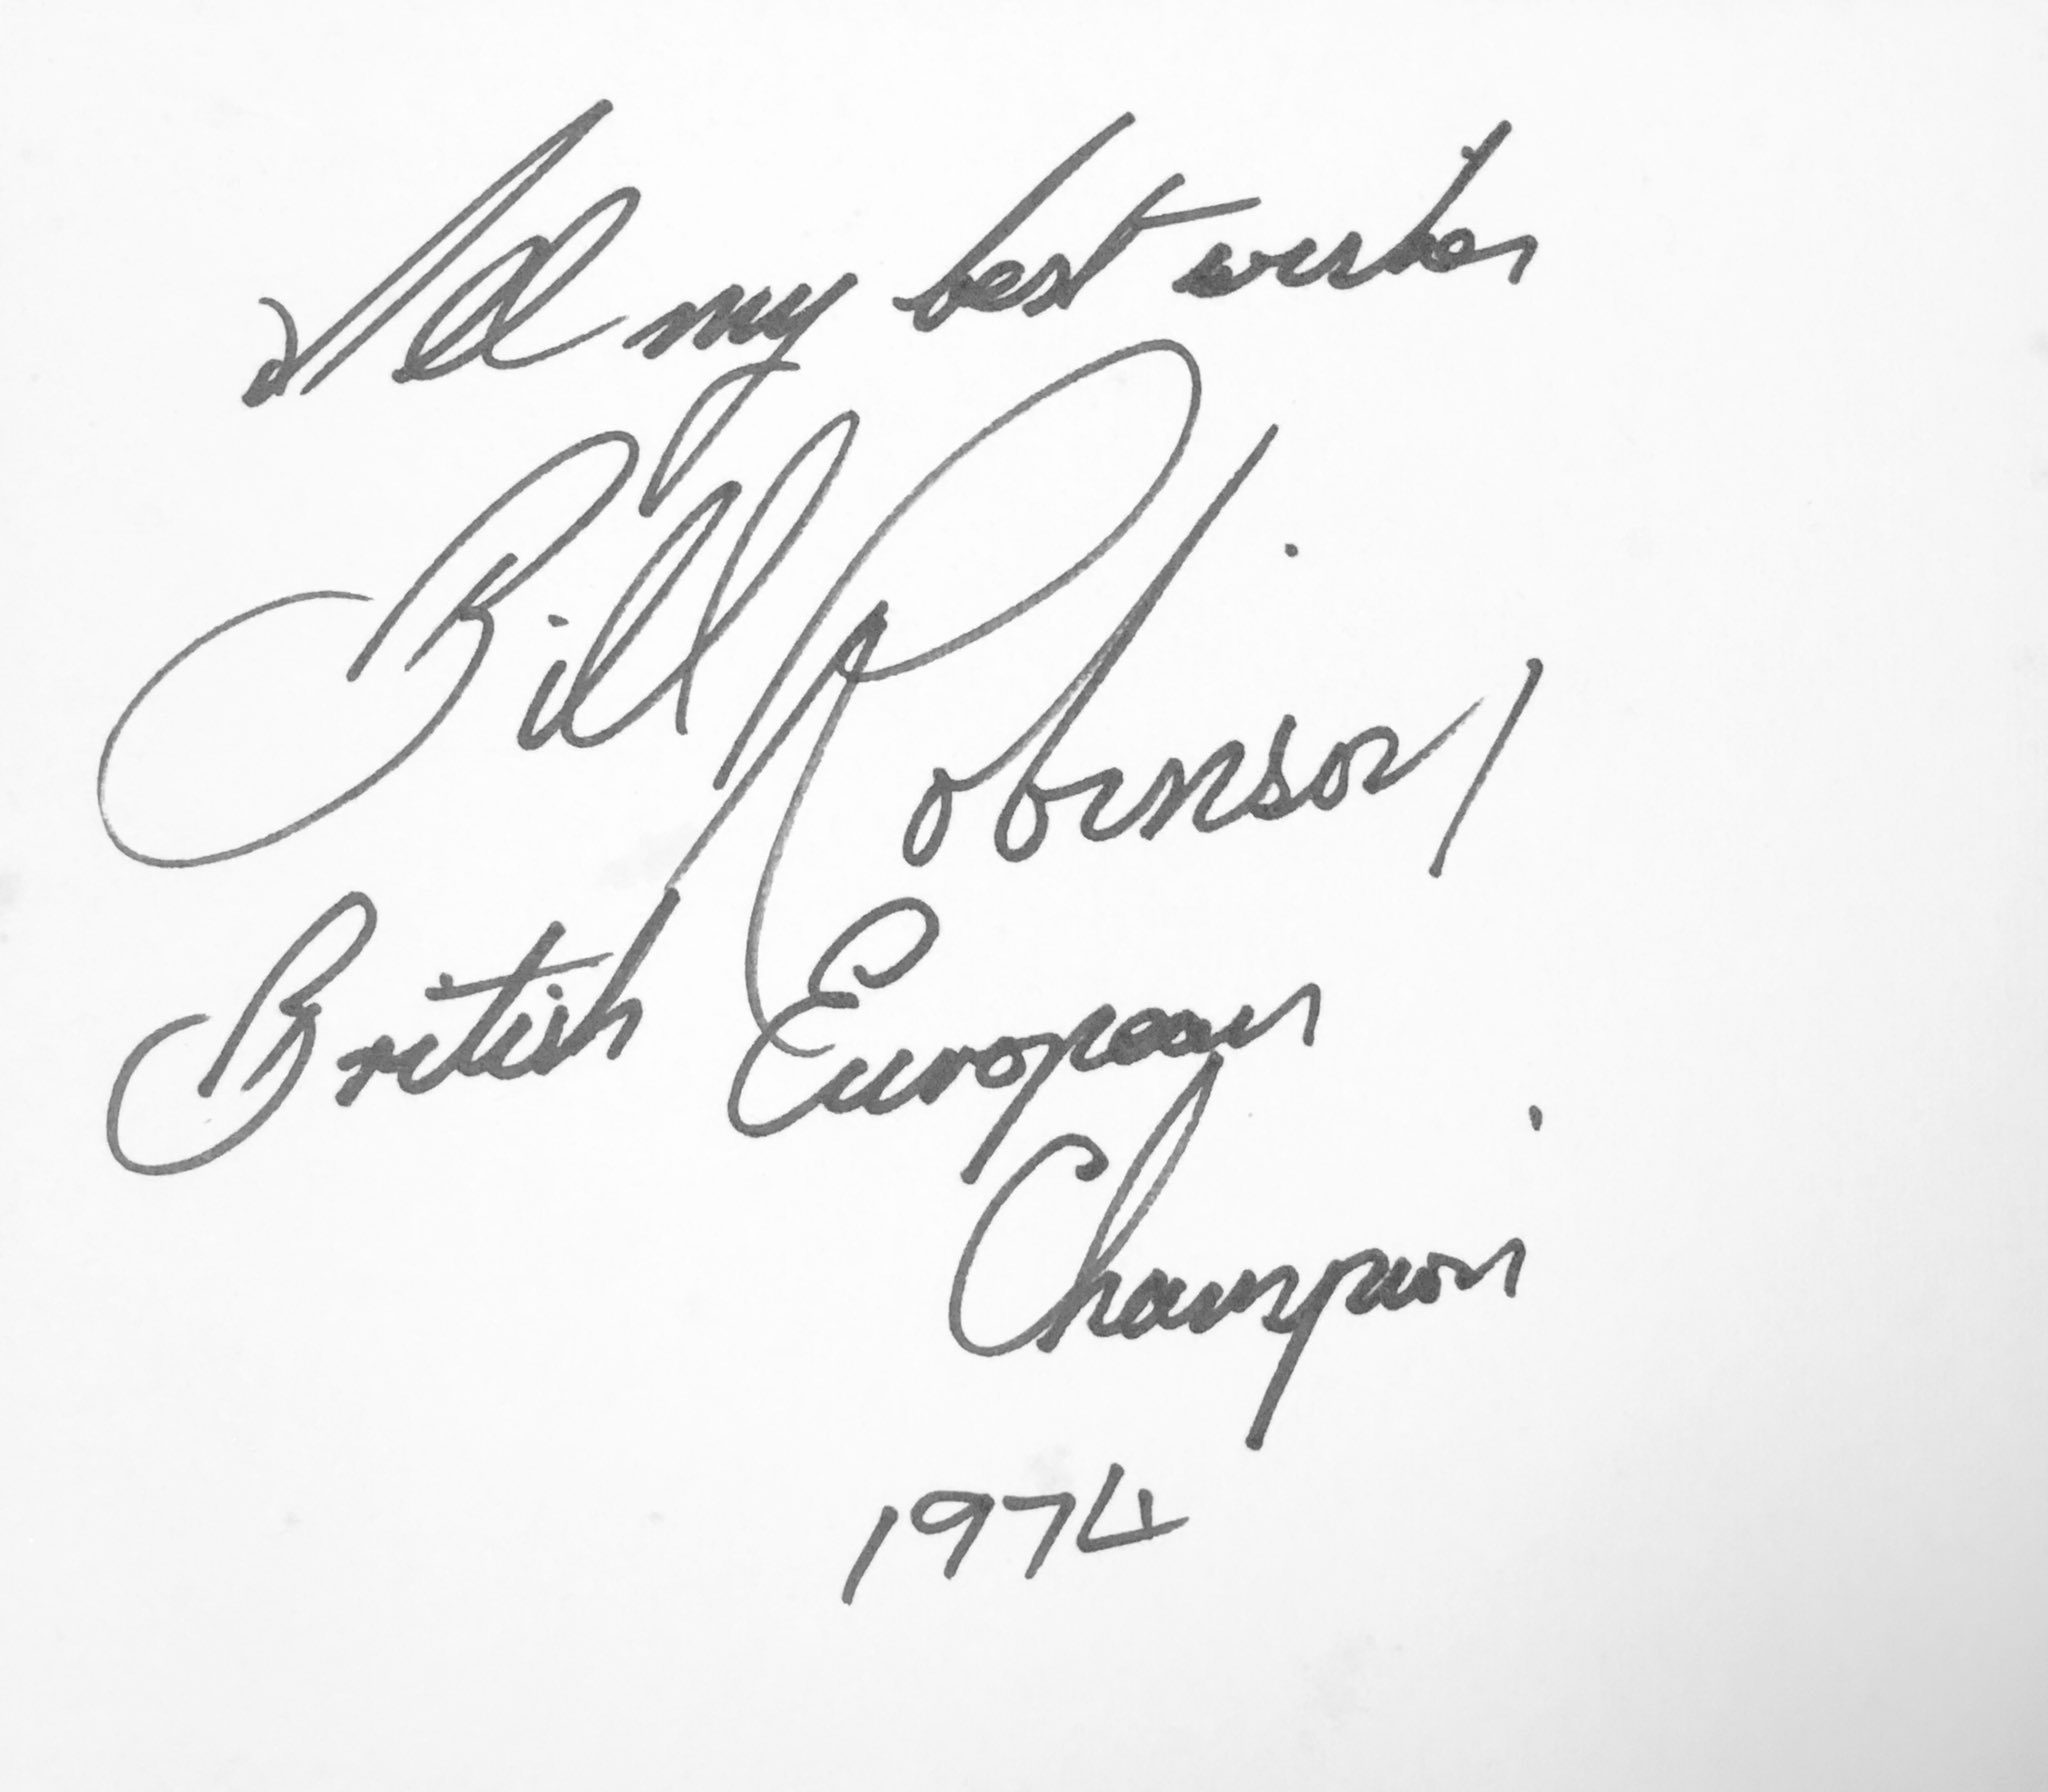 All my best wishes
Bill Robinson
British European
Champion
1974